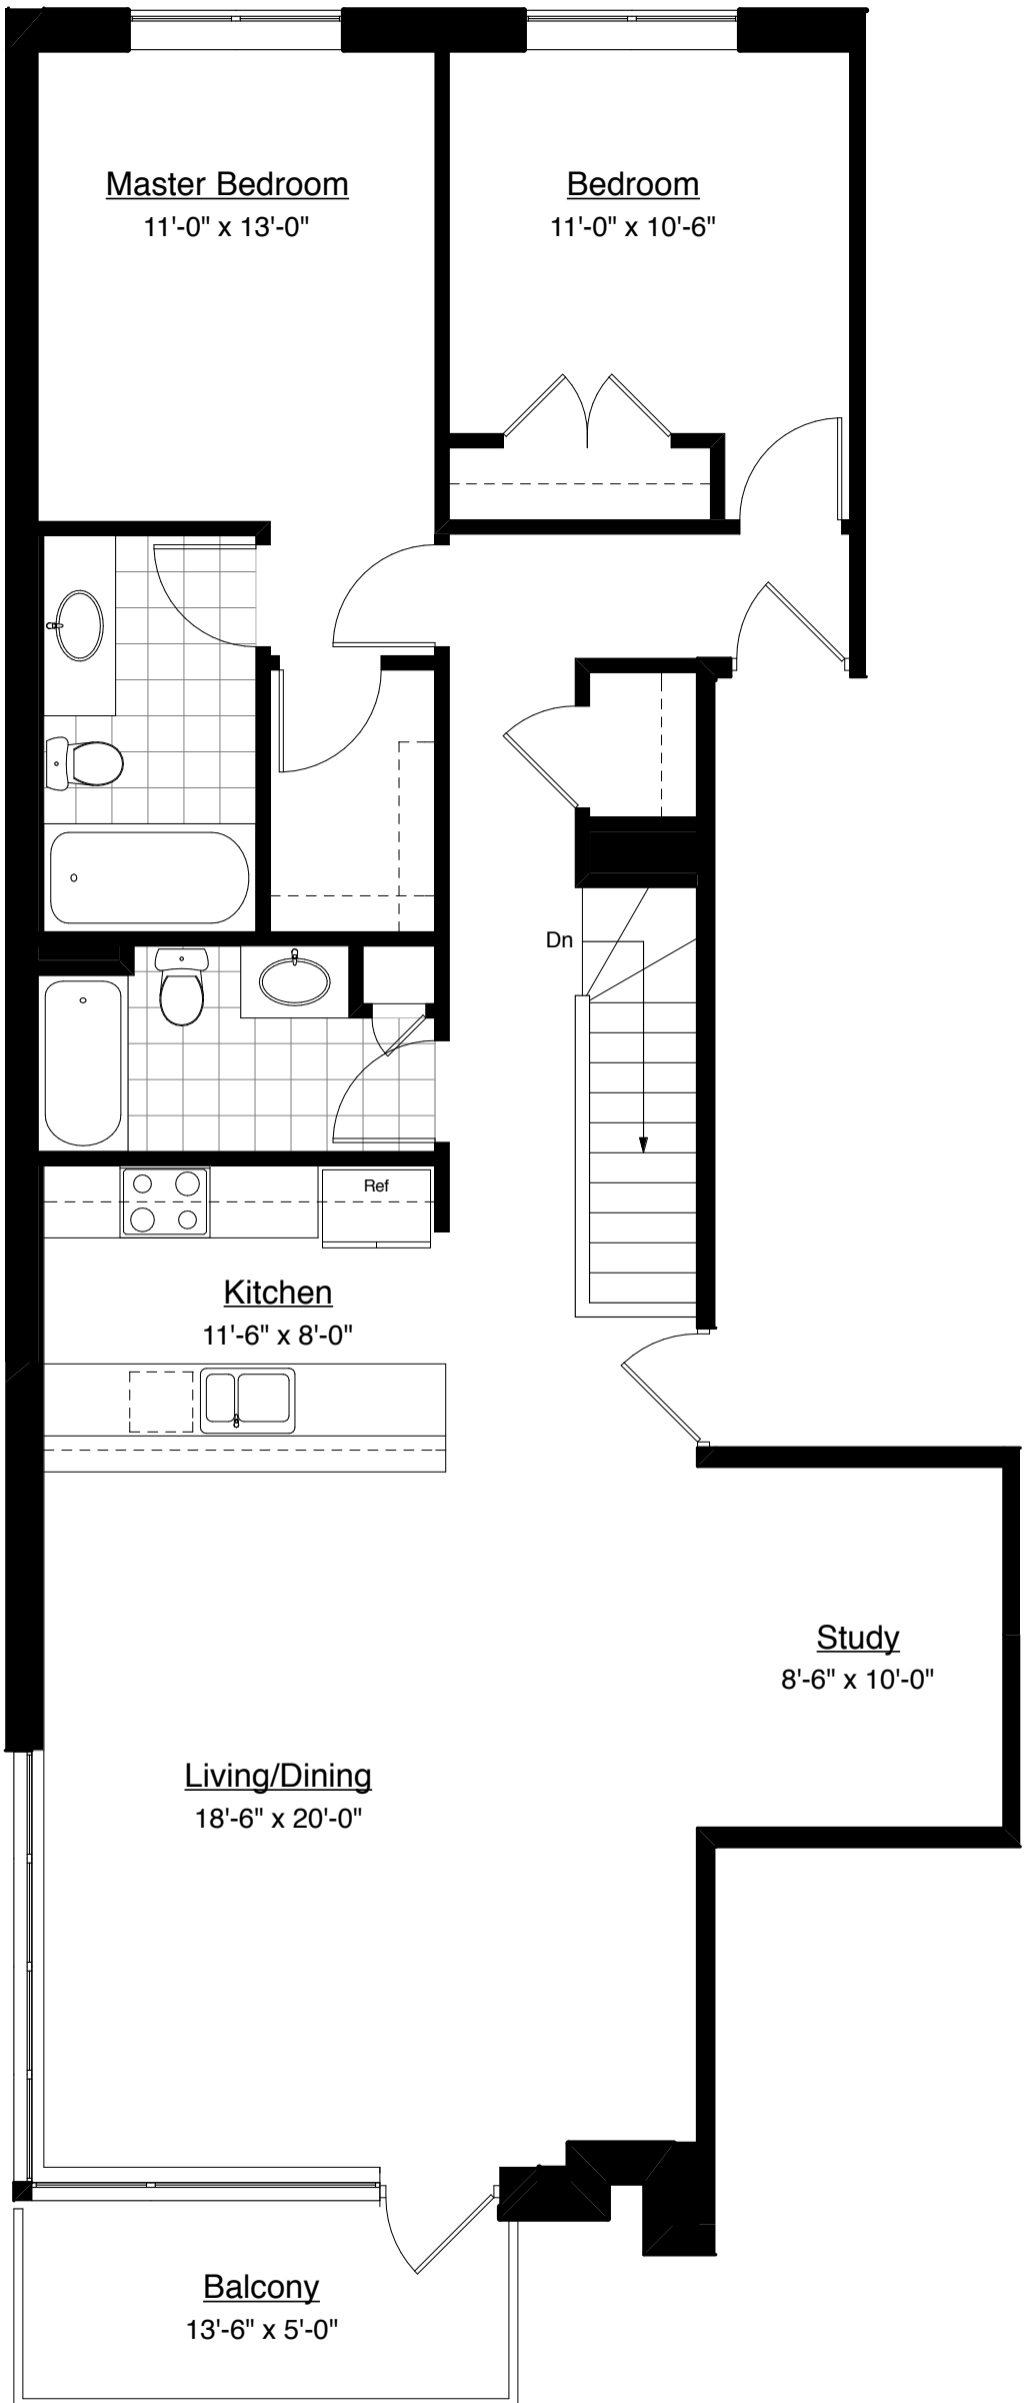 Master Bedroom
11'-0" x 13'-0"
Bedroom
11'-0" x 10'-6"
Dn
Ref
Kitchen
11'-6" x 8'-0"
Study
8'-6" x 10'-0"
Living/Dining
18'-6" x 20'-0"
Balcony
13'-6" x 5'-0"